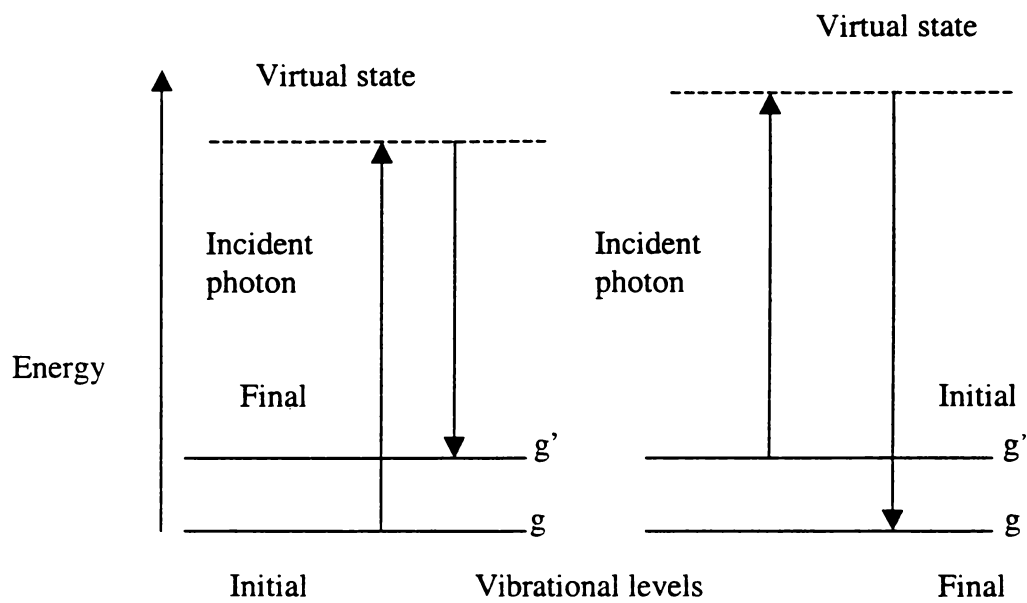 Virtual state
Virtual state
Incident
photon
Incident
photon
Energy
Final
Initial
g'
g'
g
g
Initial
Vibrational levels
Final